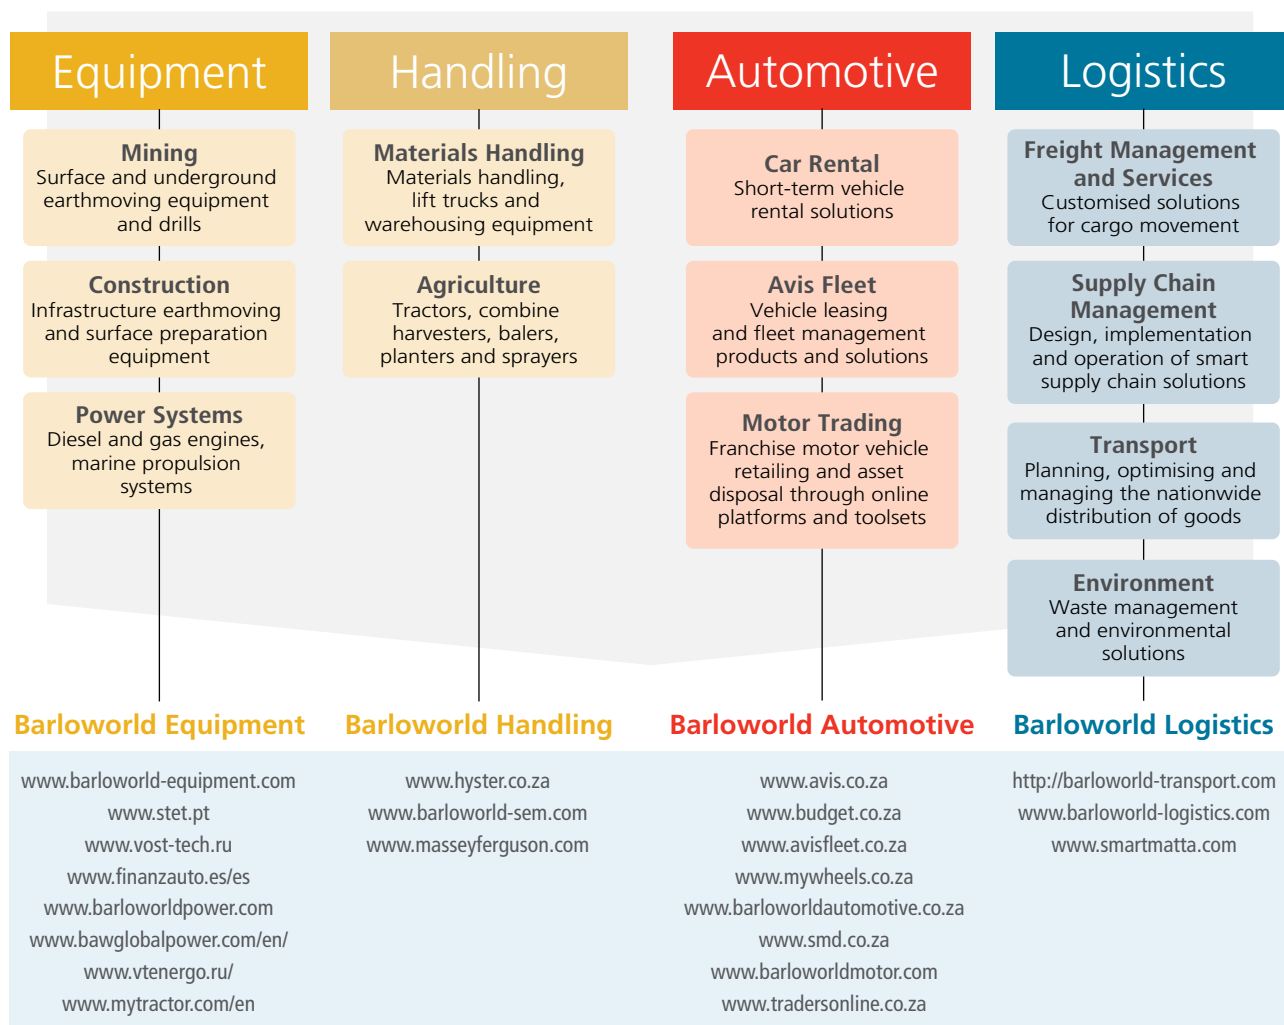 Equipment
Mining
Surface and underground
earthmoving equipment
and drills
Construction
Infrastructure earthmoving
and surface preparation
equipment
Power Systems
Diesel and gas engines,
marine propulsion
systems
Barloworld Equipment
www.barloworld-equipment.com
www.stet.pt
www.vost-tech.ru
www.finanzauto.es/es
www.barloworldpower.com
www.bawglobalpower.com/en/
www.vtenergo.ru/
www.mytractor.com/en
Handling
Materials Handling
Materials handling,
lift trucks and
warehousing equipment
Agriculture
Tractors, combine
harvesters, balers,
planters and sprayers
Barloworld Handling
www.hyster.co.za
www.barloworld-sem.com
www.masseyferguson.com
Automotive
Car Rental
Short-term vehicle
rental solutions
Avis Fleet
Vehicle leasing
and fleet management
products and solutions
Motor Trading
Franchise motor vehicle
retailing and asset
disposal through online
platforms and toolsets
Barloworld Automotive
www.avis.co.za
www.budget.co.za
www.avisfleet.co.za
www.mywheels.co.za
www.barloworldautomotive.co.za
www.smd.co.za
www.barloworldmotor.com
www.tradersonline.co.za
Logistics
Freight Management
and Services
Customised solutions
for cargo movement
Supply Chain
Management
Design, implementation
and operation of smart
supply chain solutions
Transport
Planning, optimising and
managing the nationwide
distribution of goods
Environment
Waste management
and environmental
solutions
Barloworld Logistics
http://barloworld-transport.com
www.barloworld-logistics.com
www.smartmatta.com